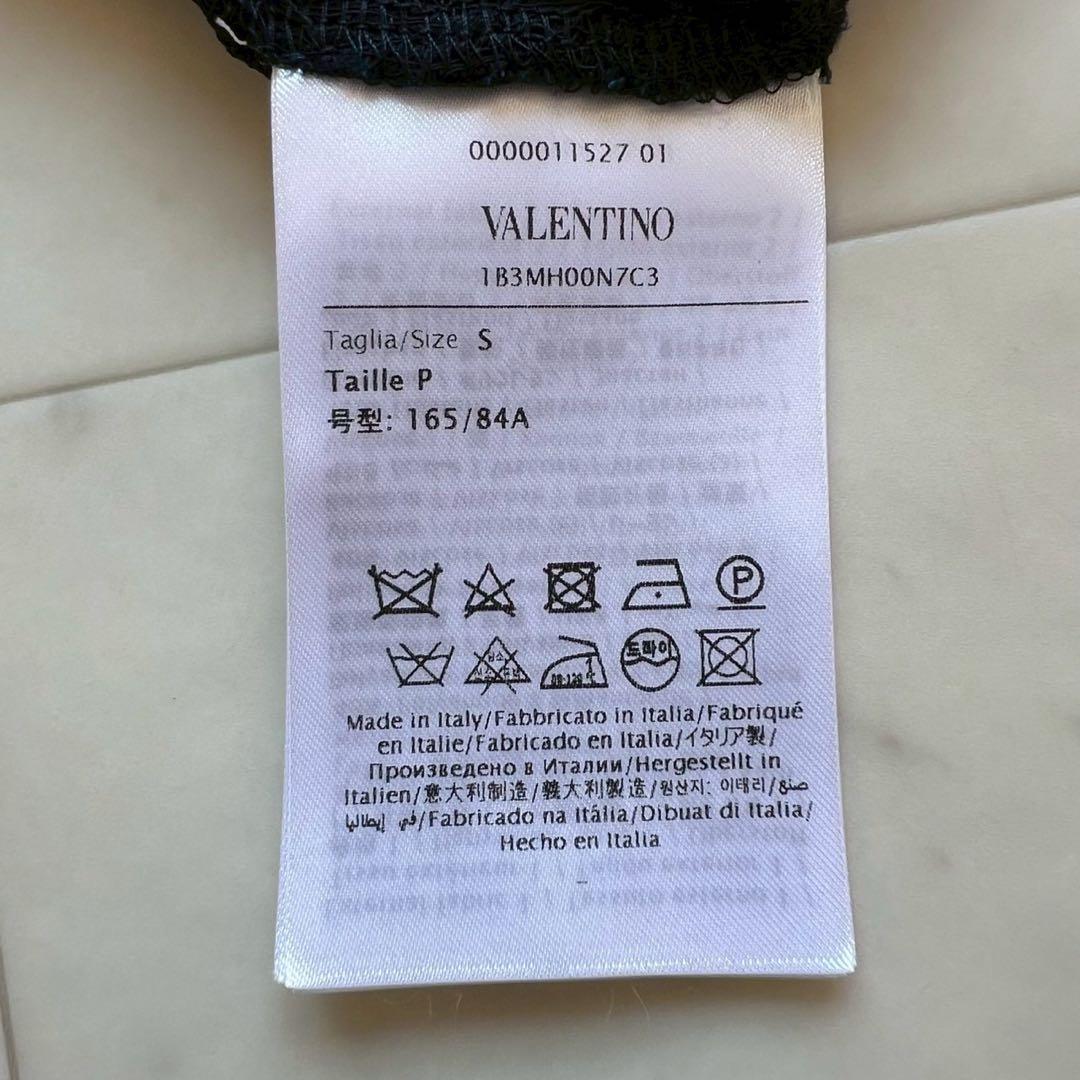 0000011527 01
VALENTINO
1B3MH00N7C3
Taglia/Size S
Taille P
号型: 165/84A
P
드라이
Made in Italy/Fabbricato in Italia/Fabriqué
en Italie/Fabricado en Italia/イタリア製/
Произведено в Италии/Hergestellt in
Italien/意大利制造/義大利製造/원산지: 이태리/صنع
في إيطاليا/Fabricado na Itália/Dibuat di Italia/
Hecho en Italia